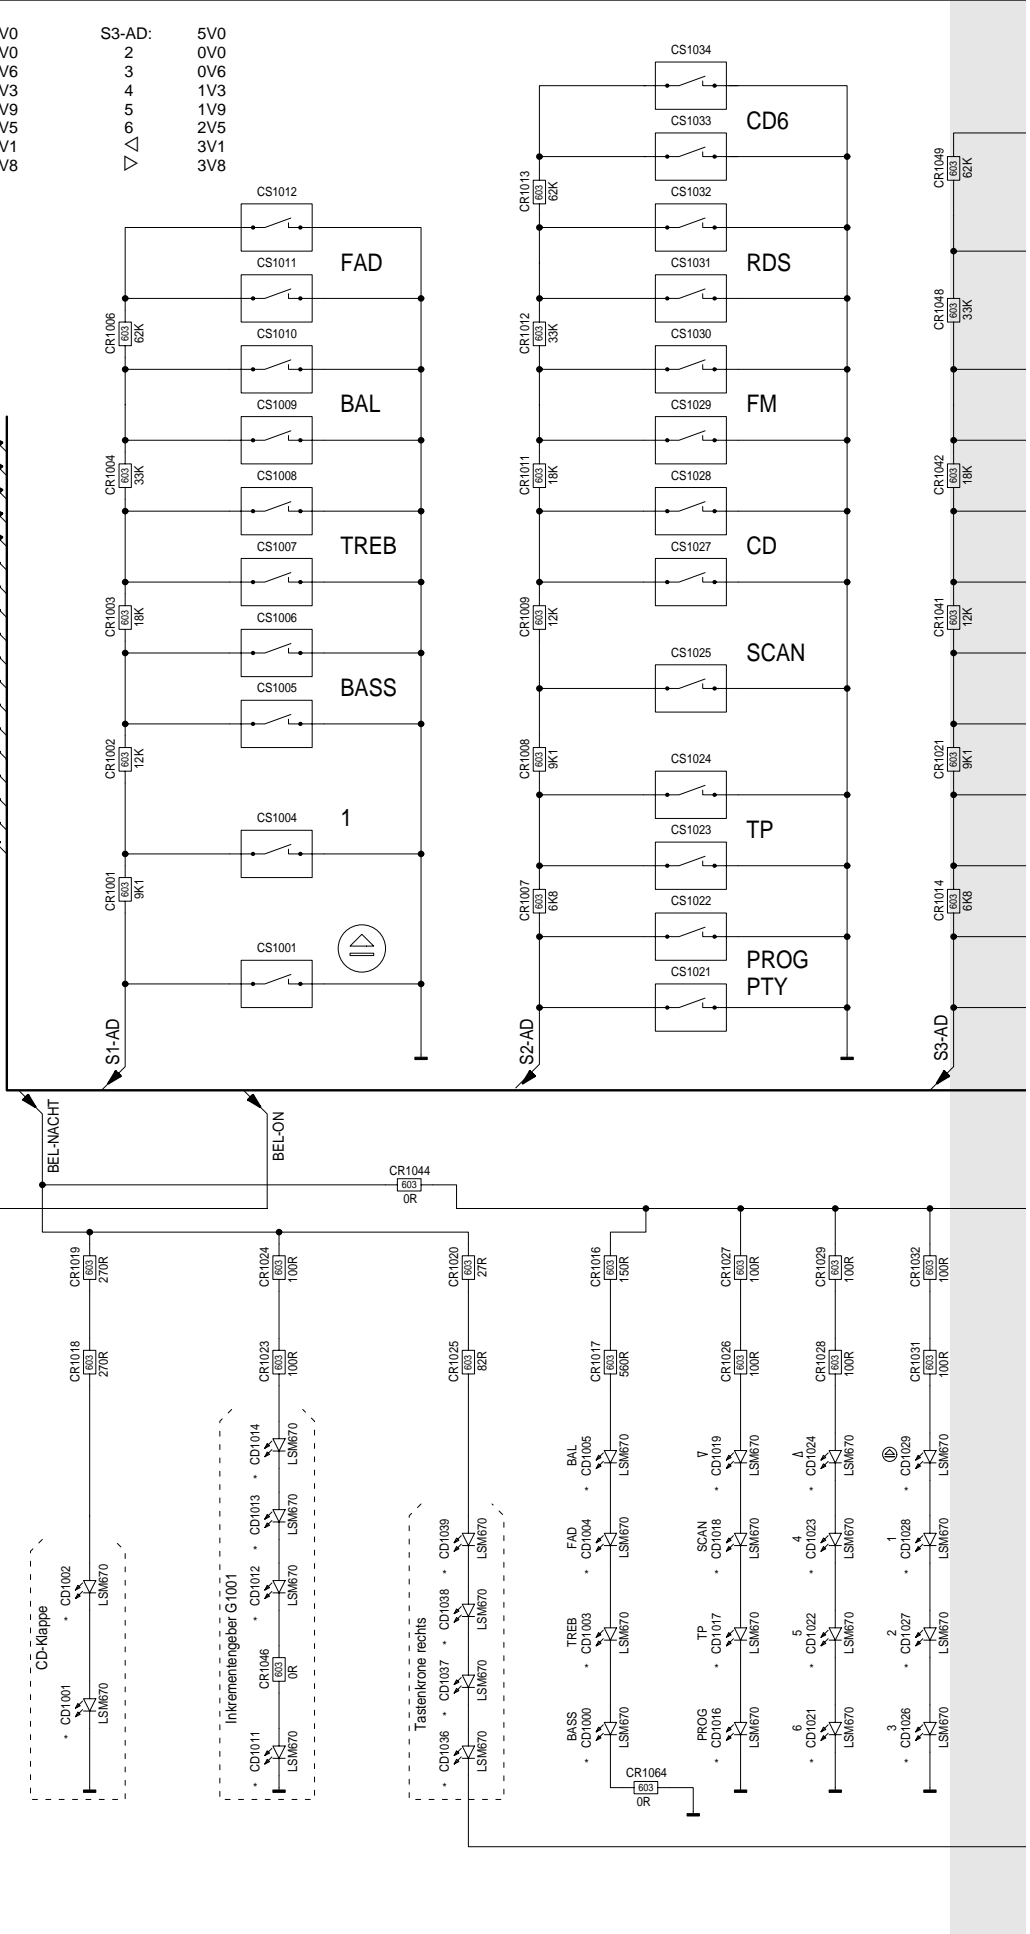 V0 S3-AD: 5V0
V0 2 0V0
V6 3 0V6
V3 4 1V3
V9 5 1V9
V5 6 2V5
V1 ◁ 3V1
V8 ▷ 3V8
CS1012
FAD
CS1011
CR1006 603 62K
CS1010
BAL
CS1009
CR1004 603 33K
CS1008
TREB
CS1007
CR1003 603 18K
CS1006
BASS
CS1005
CR1002 603 12K
CS1004
1
CR1001 603 9K1
CS1001
S1-AD
CS1034
CD6
CS1033
CR1013 603 62K
CS1032
RDS
CS1031
CR1012 603 33K
CS1030
FM
CS1029
CR1011 603 18K
CS1028
CD
CS1027
CR1009 603 12K
CS1025
SCAN
CR1008 603 9K1
CS1024
TP
CS1023
CR1007 603 6K8
CS1022
PROG
PTY
CS1021
S2-AD
CR1049 603 62K
CR1048 603 33K
CR1042 603 18K
CR1041 603 12K
CR1021 603 9K1
CR1014 603 6K8
S3-AD
BEL-NACHT
BEL-ON
CR1044
603
0R
CR1019 603 270R
CR1018 603 270R
CD-Klappe
* CD1002 LSM670
* CD1001 LSM670
CR1024 603 100R
CR1023 603 100R
Inkrementengeber G1001
* CD1014 LSM670
* CD1013 LSM670
* CD1012 LSM670
CR1046 603 0R
* CD1011 LSM670
CR1020 603 27R
CR1025 603 82R
Tastenkrone rechts
* CD1039 LSM670
* CD1038 LSM670
* CD1037 LSM670
* CD1036 LSM670
CR1016 603 150R
CR1017 603 560R
BAL
* CD1005 LSM670
FAD
* CD1004 LSM670
TREB
* CD1003 LSM670
BASS
* CD1000 LSM670
CR1064
603
0R
CR1027 603 100R
CR1026 603 100R
▽
* CD1019 LSM670
SCAN
* CD1018 LSM670
TP
* CD1017 LSM670
PROG
* CD1016 LSM670
CR1029 603 100R
CR1028 603 100R
△
* CD1024 LSM670
4
* CD1023 LSM670
5
* CD1022 LSM670
6
* CD1021 LSM670
CR1032 603 100R
CR1031 603 100R
* CD1029 LSM670
1
* CD1028 LSM670
2
* CD1027 LSM670
3
* CD1026 LSM670